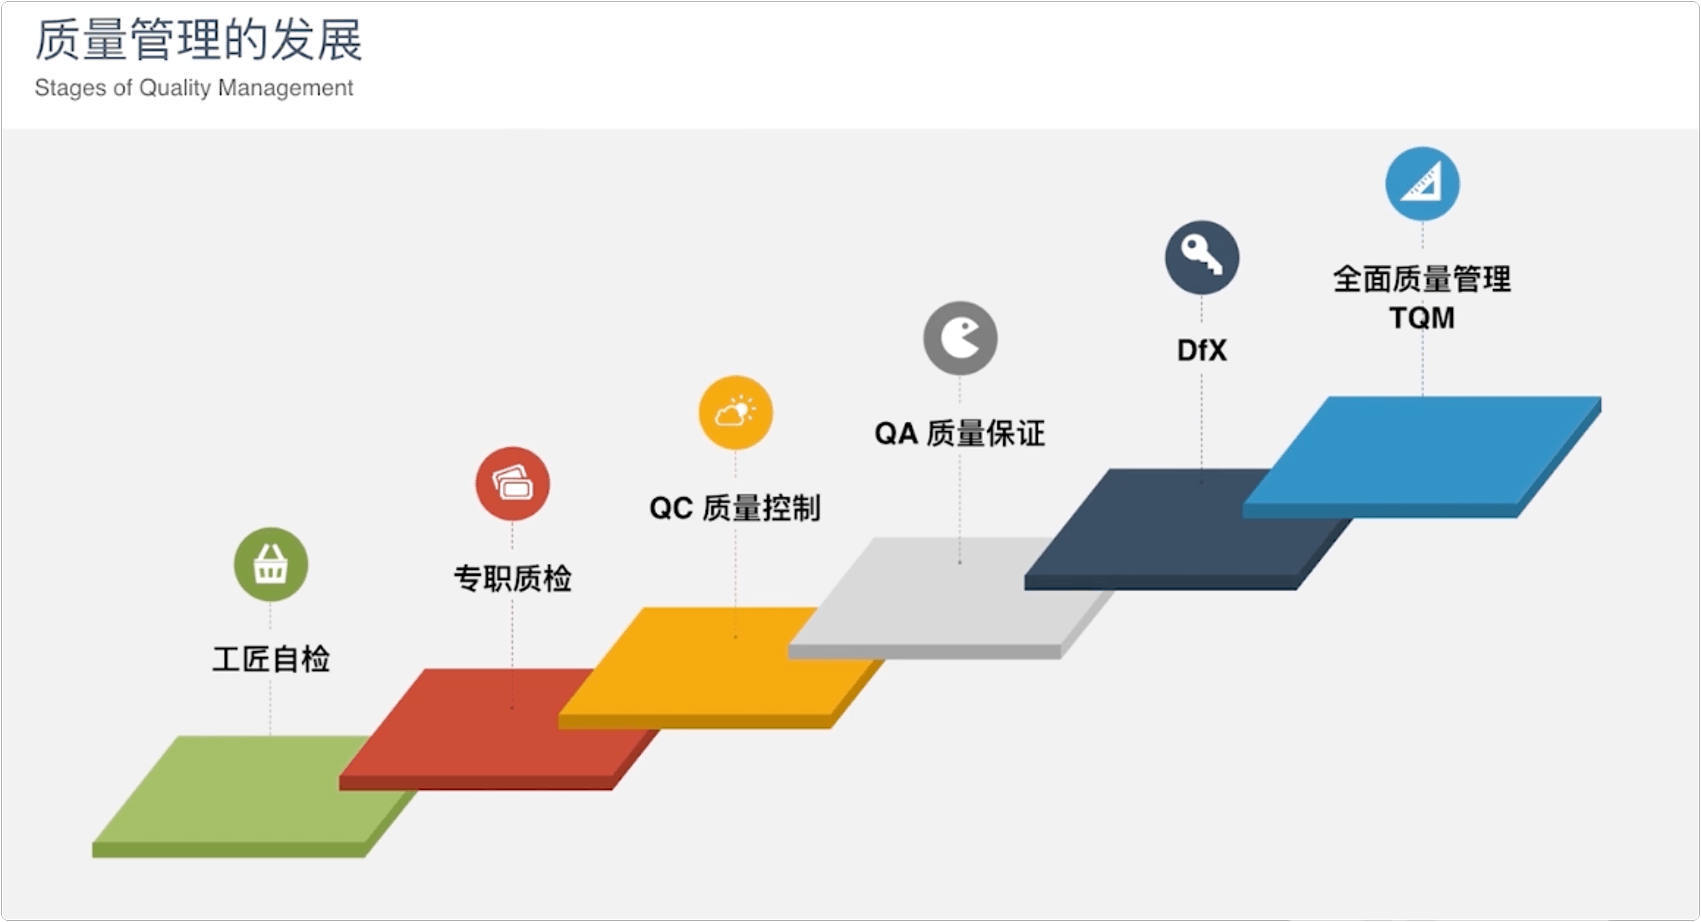 质量管理的发展
Stages of Quality Management
工匠自检
专职质检
QC 质量控制
QA 质量保证
DfX
全面质量管理
TQM